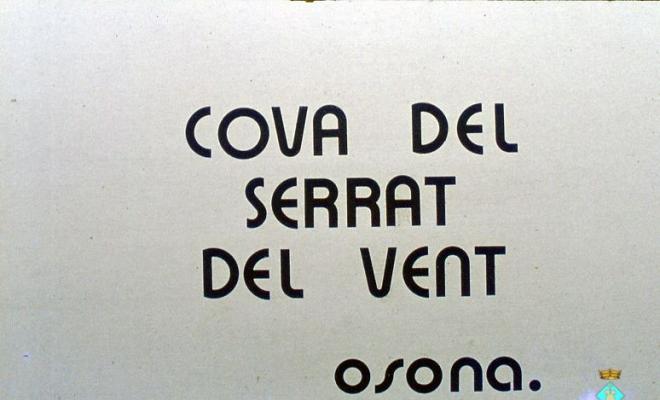 COVA DEL
SERRAT
DEL VENT
osona.